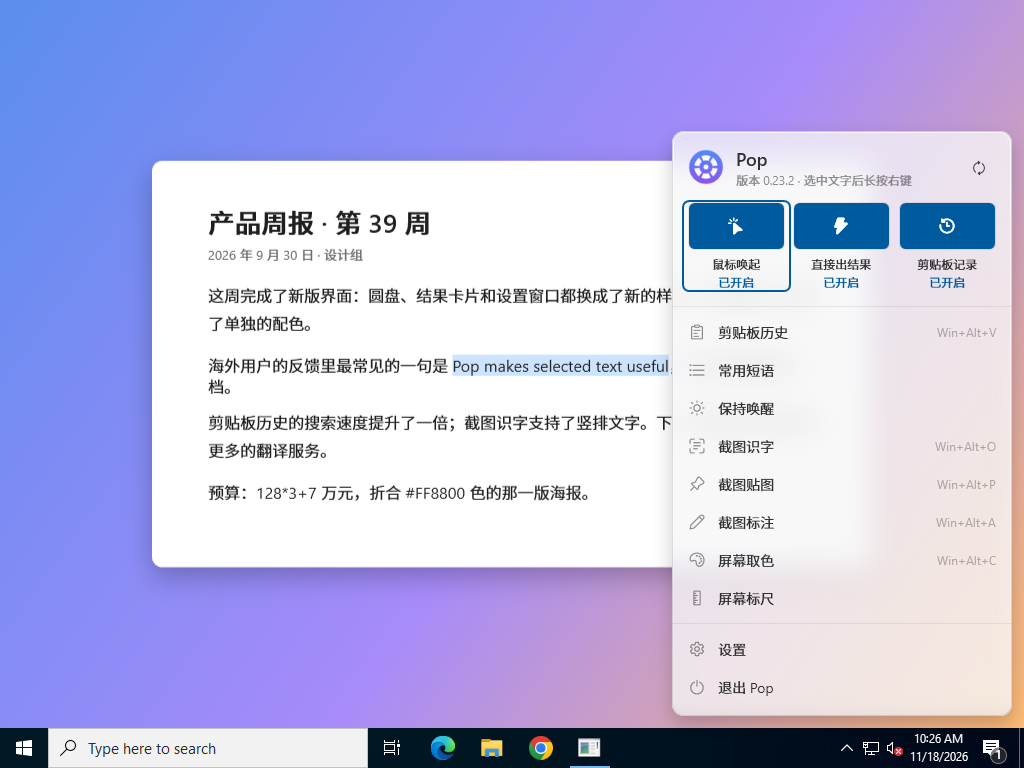 产品周报 · 第 39 周
2026 年 9 月 30 日 · 设计组
这周完成了新版界面：圆盘、结果卡片和设置窗口都换成了新的样
了单独的配色。
海外用户的反馈里最常见的一句是 Pop makes selected text useful.
档。
剪贴板历史的搜索速度提升了一倍；截图识字支持了竖排文字。下
更多的翻译服务。
预算：128*3+7 万元，折合 #FF8800 色的那一版海报。
Pop
版本 0.23.2 · 选中文字后长按右键
鼠标唤起 直接出结果 剪贴板记录
已开启 已开启 已开启
剪贴板历史 Win+Alt+V
常用短语
保持唤醒
截图识字 Win+Alt+O
截图贴图 Win+Alt+P
截图标注 Win+Alt+A
屏幕取色 Win+Alt+C
屏幕标尺
设置
退出 Pop
Type here to search
10:26 AM
11/18/2026
1